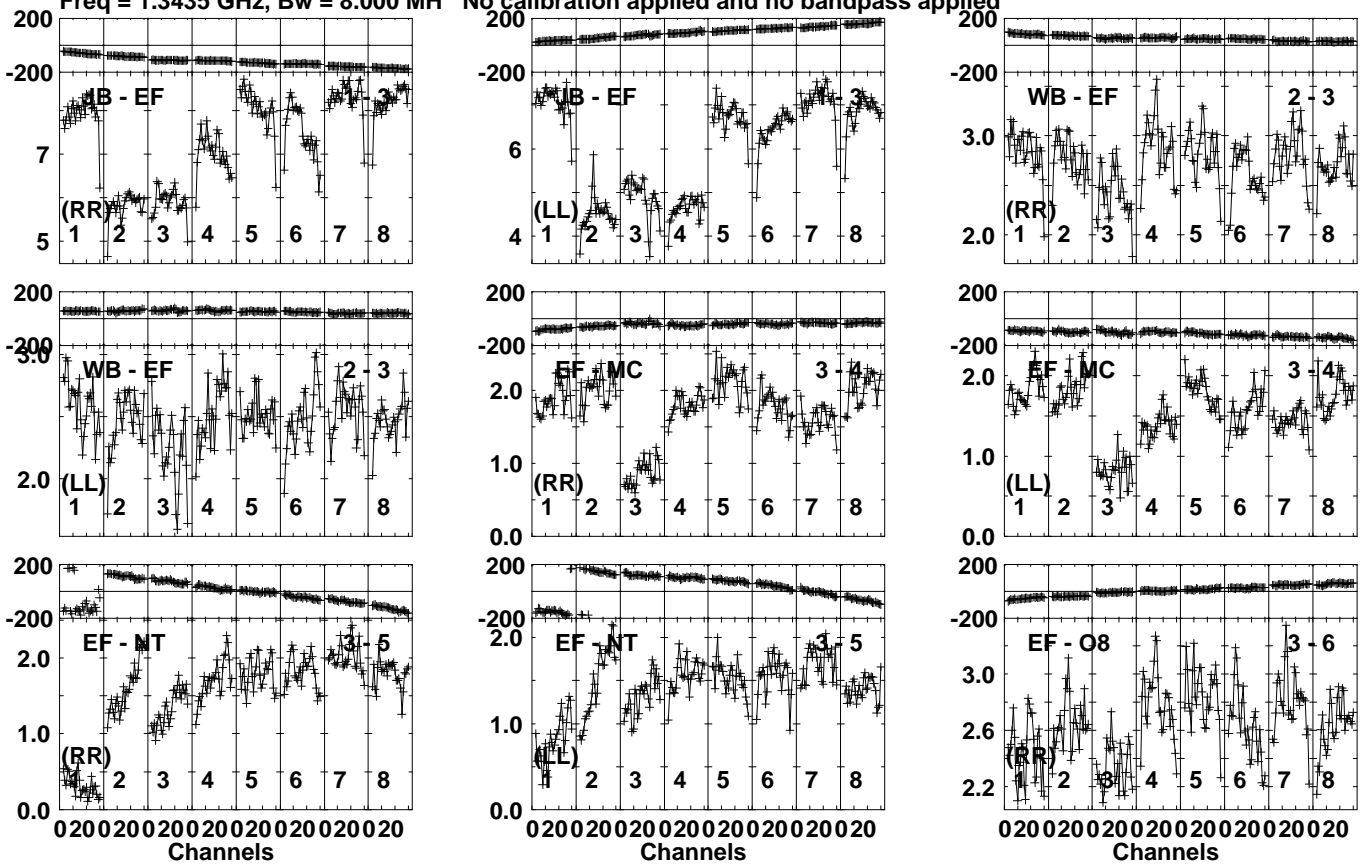 Freq = 1.3435 GHz, Bw = 8.000 MH No calibration applied and no bandpass applied
200 200 200
-200 -200 -200
JB - EF 1 - 3 JB - EF 1 - 3 WB - EF 2 - 3
7 6 3.0
(RR) (LL) (RR)
5 4 2.0
1 2 3 4 5 6 7 8 1 2 3 4 5 6 7 8 1 2 3 4 5 6 7 8
200 200 200
-200 -200 -200
3.0
WB - EF 2 - 3 EF - MC 3 - 4 EF - MC 3 - 4
2.0 2.0
2.0 1.0 1.0
(LL) (RR) (LL)
1 2 3 4 5 6 7 8 1 2 3 4 5 6 7 8 1 2 3 4 5 6 7 8
0.0 0.0
200 200 200
-200 -200 -200
EF - NT 3 - 5 EF - NT 3 - 5 EF - O8 3 - 6
2.0 2.0 3.0
1.0 1.0 2.6
(RR) (LL) (RR)
1 2 3 4 5 6 7 8 1 2 3 4 5 6 7 8 1 2 3 4 5 6 7 8
0.0 0.0 2.2
0 20 0 20 0 20 0 20 0 20 0 20 0 20 0 20 0 20 0 20 0 20 0 20 0 20 0 20 0 20 0 20 0 20 0 20 0 20 0 20 0 20 0 20 0 20 0 20
Channels Channels Channels